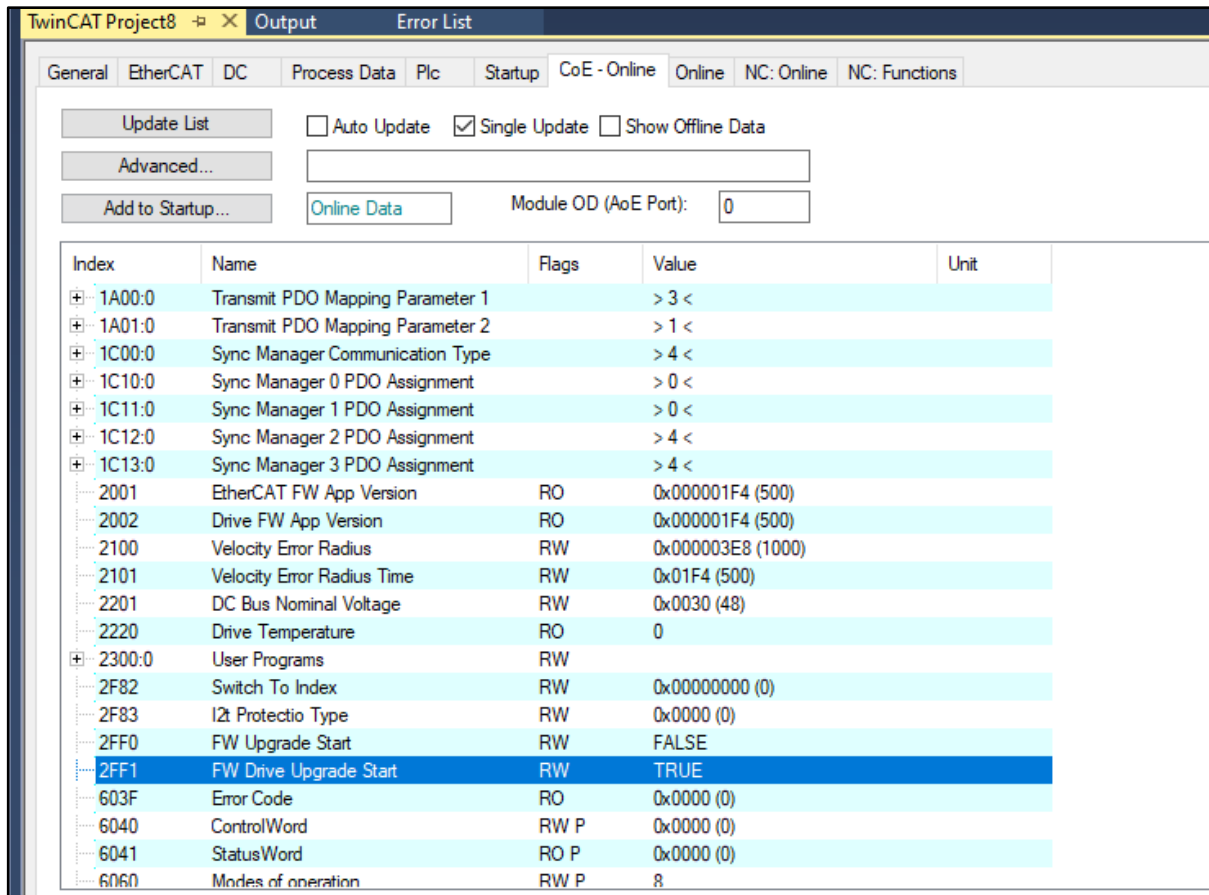 TwinCAT Project8 Output Error List
General EtherCAT DC Process Data Plc Startup CoE - Online Online NC: Online NC: Functions
Update List Auto Update Single Update Show Offline Data
Advanced...
Add to Startup... Online Data Module OD (AoE Port): 0
Index Name Flags Value Unit
1A00:0 Transmit PDO Mapping Parameter 1 > 3 <
1A01:0 Transmit PDO Mapping Parameter 2 > 1 <
1C00:0 Sync Manager Communication Type > 4 <
1C10:0 Sync Manager 0 PDO Assignment > 0 <
1C11:0 Sync Manager 1 PDO Assignment > 0 <
1C12:0 Sync Manager 2 PDO Assignment > 4 <
1C13:0 Sync Manager 3 PDO Assignment > 4 <
2001 EtherCAT FW App Version RO 0x000001F4 (500)
2002 Drive FW App Version RO 0x000001F4 (500)
2100 Velocity Error Radius RW 0x000003E8 (1000)
2101 Velocity Error Radius Time RW 0x01F4 (500)
2201 DC Bus Nominal Voltage RW 0x0030 (48)
2220 Drive Temperature RO 0
2300:0 User Programs RW
2F82 Switch To Index RW 0x00000000 (0)
2F83 I2t Protectio Type RW 0x0000 (0)
2FF0 FW Upgrade Start RW FALSE
2FF1 FW Drive Upgrade Start RW TRUE
603F Error Code RO 0x0000 (0)
6040 ControlWord RW P 0x0000 (0)
6041 StatusWord RO P 0x0000 (0)
6060 Modes of operation RW P 8